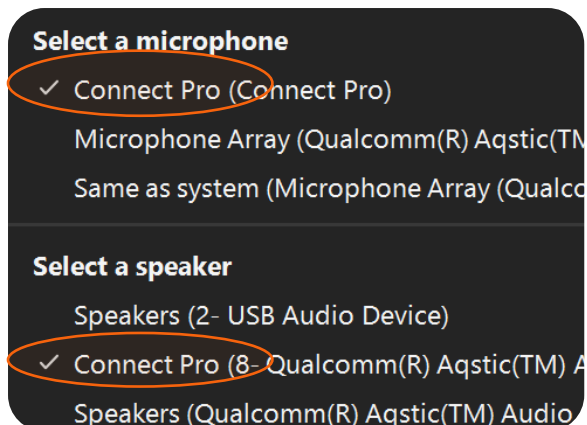 Select a microphone
✓ Connect Pro (Connect Pro)
Microphone Array (Qualcomm(R) Aqstic(TM
Same as system (Microphone Array (Qualco
Select a speaker
Speakers (2- USB Audio Device)
✓ Connect Pro (8- Qualcomm(R) Aqstic(TM) A
Speakers (Qualcomm(R) Aqstic(TM) Audio